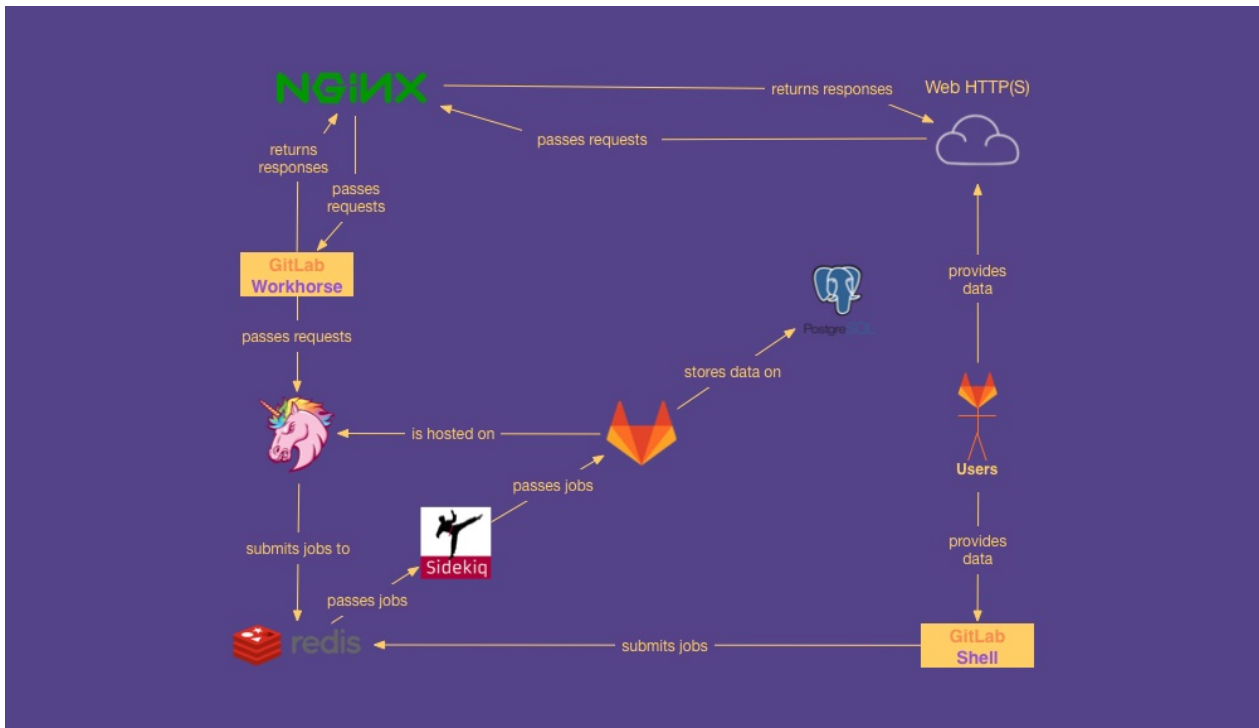 NGiNX
returns responses
Web HTTP(S)
passes requests
returns
responses
passes
requests
GitLab
Workhorse
provides
data
PostgreSQL
passes requests
stores data on
is hosted on
Users
passes jobs
Sidekiq
submits jobs to
provides
data
passes jobs
redis
submits jobs
GitLab
Shell